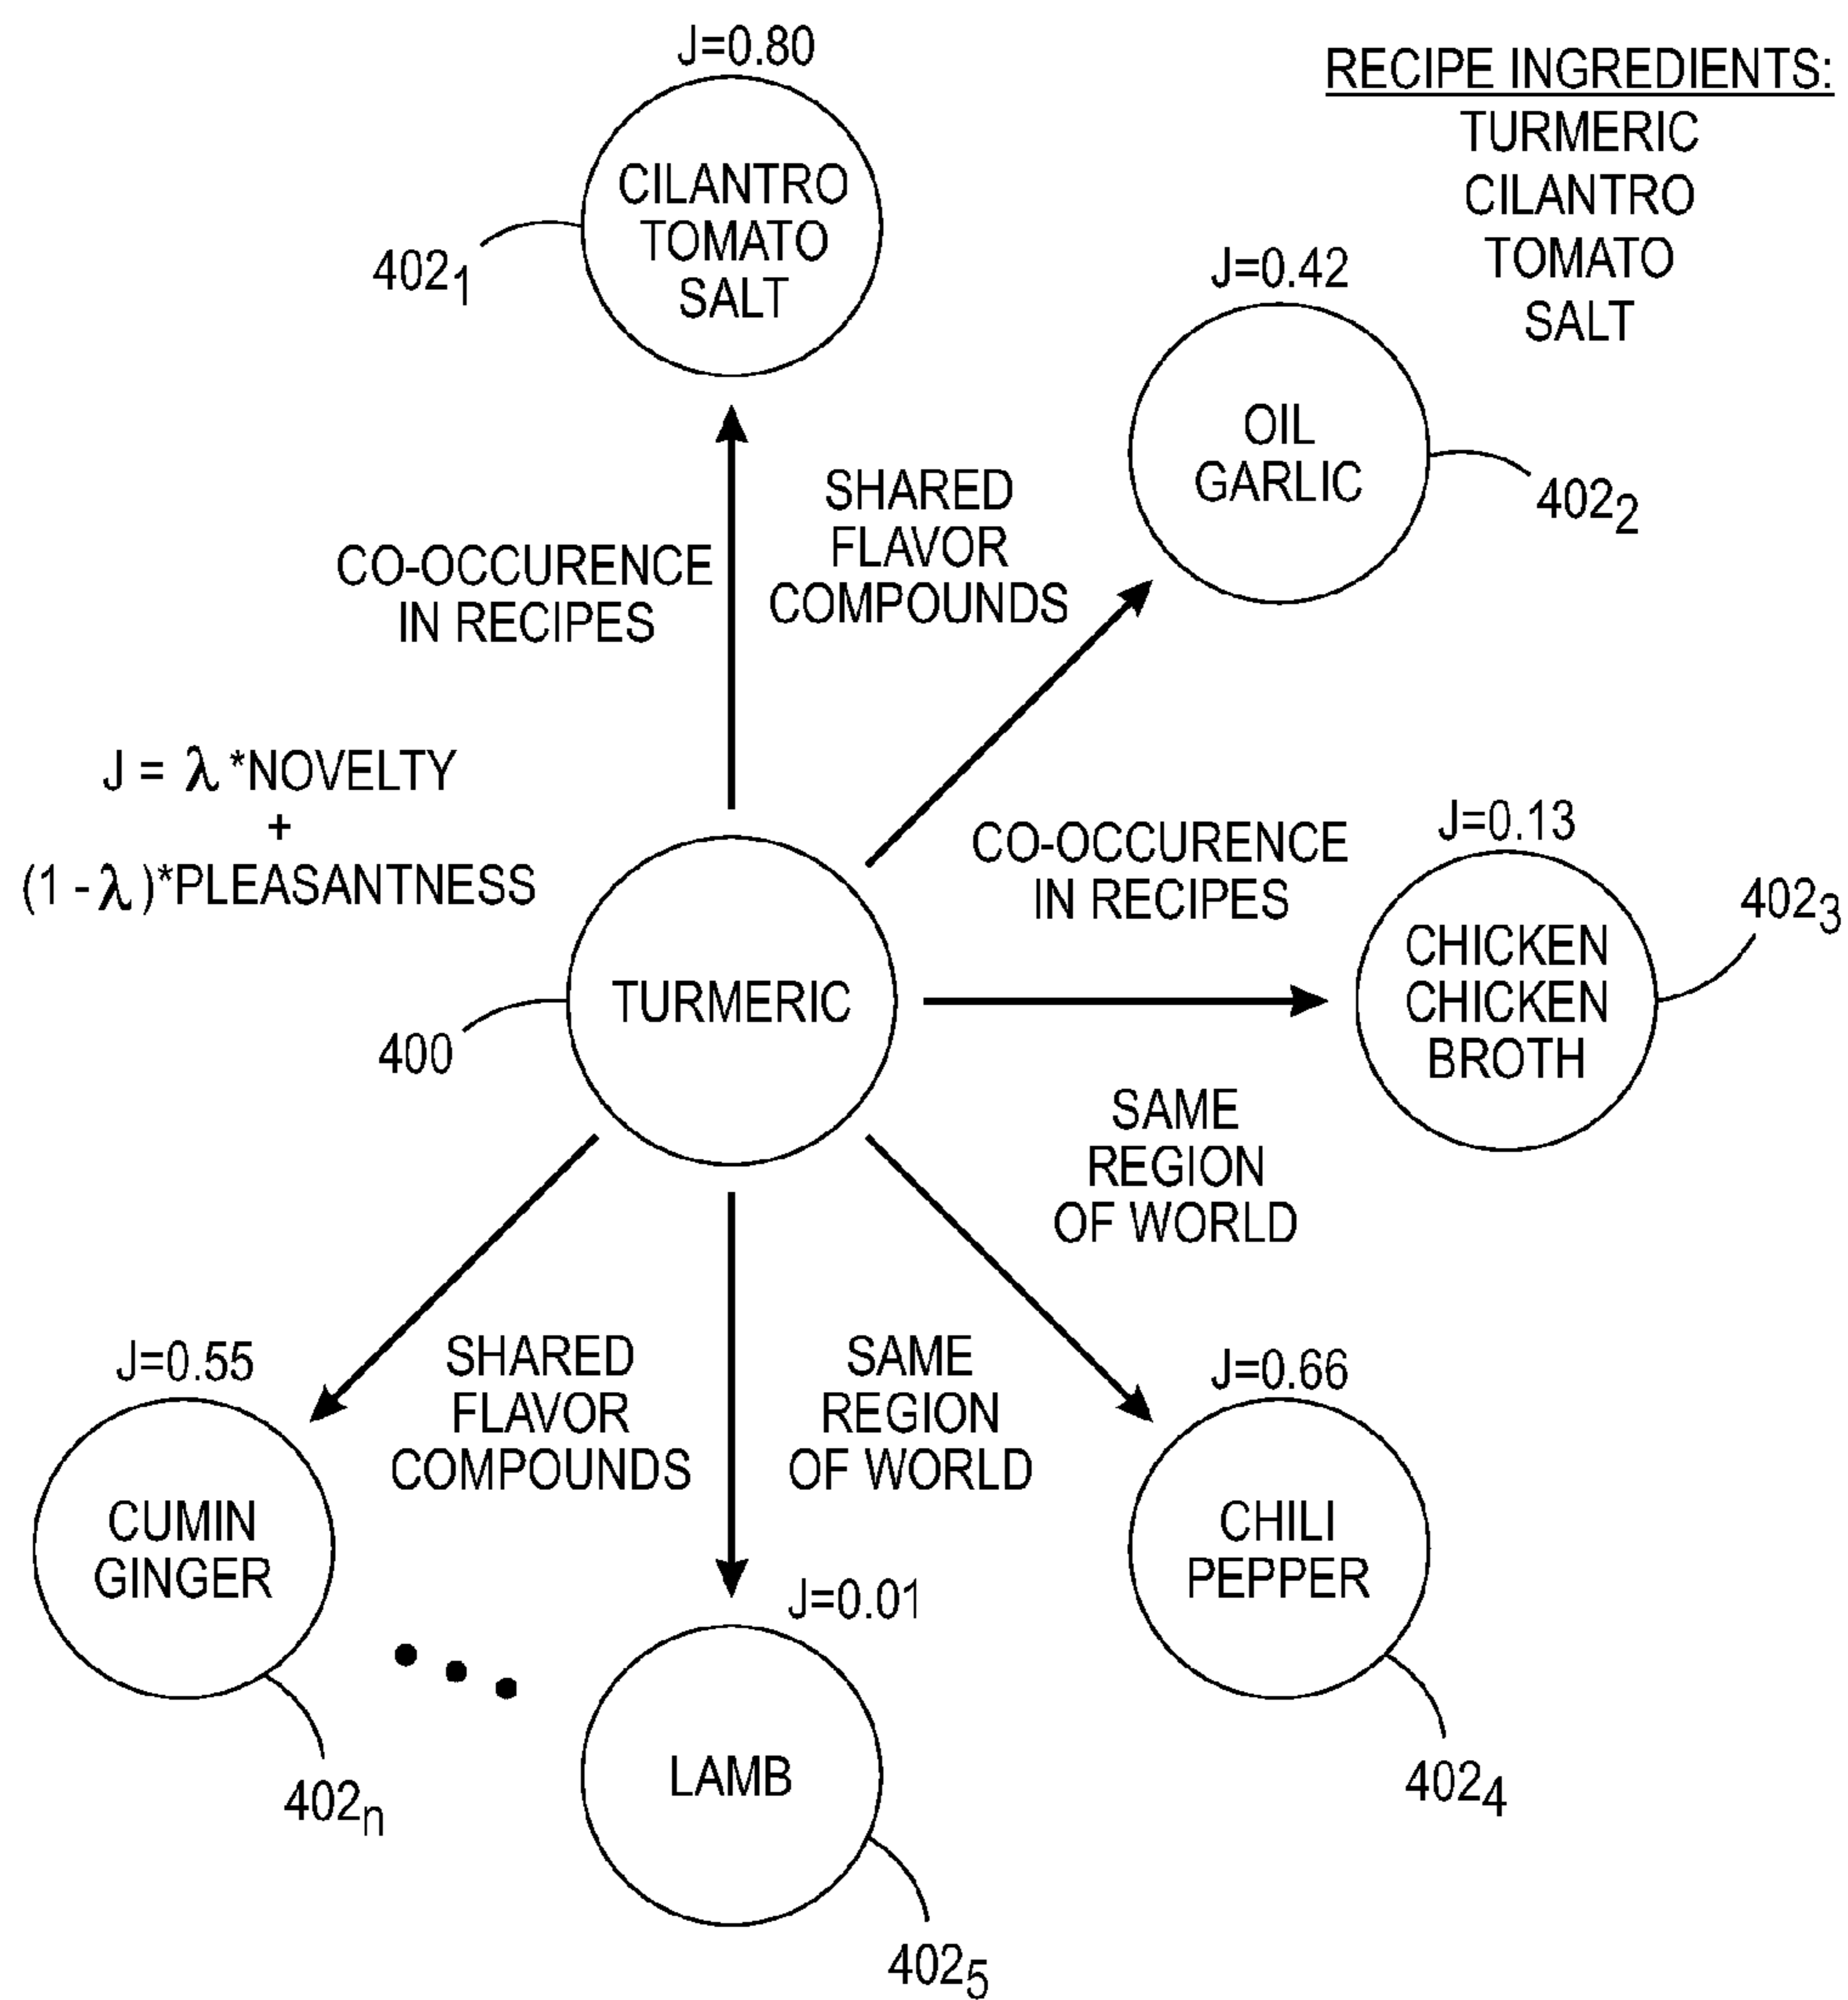 J=0.80
CILANTRO
TOMATO
SALT
402₁
RECIPE INGREDIENTS:
TURMERIC
CILANTRO
TOMATO
SALT
J=0.42
OIL
GARLIC
402₂
CO-OCCURENCE
IN RECIPES
SHARED
FLAVOR
COMPOUNDS
J = λ *NOVELTY
+
(1 - λ )*PLEASANTNESS
TURMERIC
400
CO-OCCURENCE
IN RECIPES
J=0.13
CHICKEN
CHICKEN
BROTH
402₃
SAME
REGION
OF WORLD
J=0.66
CHILI
PEPPER
402₄
SAME
REGION
OF WORLD
J=0.01
LAMB
402₅
SHARED
FLAVOR
COMPOUNDS
J=0.55
CUMIN
GINGER
402ₙ